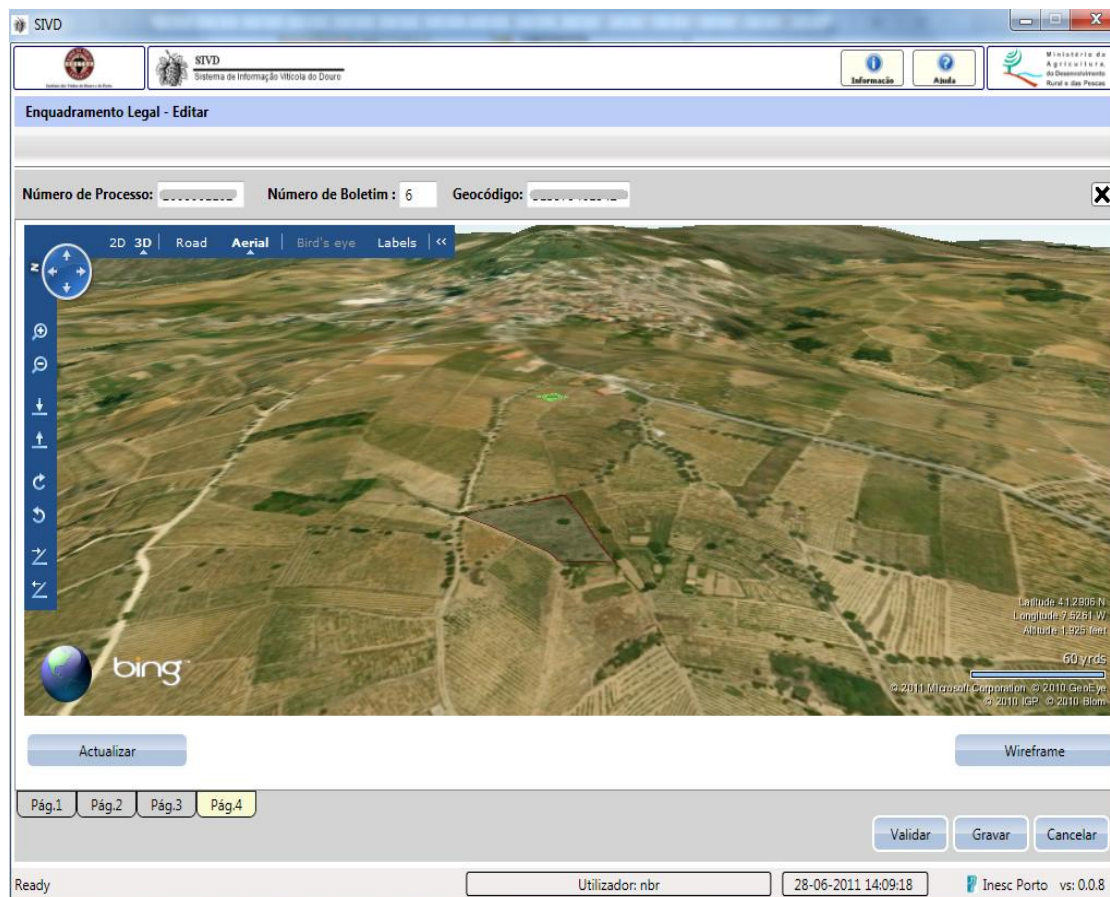 SIVD
SIVD
Sistema de Informação Vitícola do Douro
Informacão
Ajuda
Ministério da
Agricultura,
do Desenvolvimento
Rural e das Pescas
Enquadramento Legal - Editar
Número de Processo:
Número de Boletim : 6
Geocódigo:
X
2D 3D Road Aerial Bird's eye Labels <<
N
Latitude 41.2906 N
Longitude 7.5261 W
Altitude 1.925 feet
60 yrds
© 2011 Microsoft Corporation © 2010 GeoEye
© 2010 IGP © 2010 Blom
bing
Actualizar
Wireframe
Pág.1 Pág.2 Pág.3 Pág.4
Validar Gravar Cancelar
Ready
Utilizador: nbr
28-06-2011 14:09:18
Inesc Porto vs: 0.0.8